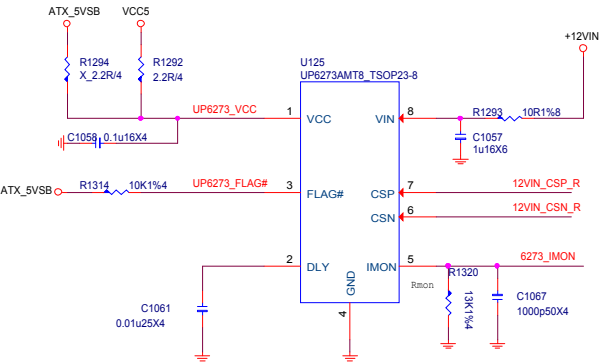 ATX_5VSB
VCC5
+12VIN
R1294
X_2.2R/4
R1292
2.2R/4
U125
UP6273AMT8_TSOP23-8
UP6273_VCC
1
VCC
VIN
8
R1293
10R1%8
C1058
0.1u16X4
C1057
1u16X6
ATX_5VSB
R1314
10K1%4
UP6273_FLAG#
3
FLAG#
CSP
7
12VIN_CSP_R
CSN
6
12VIN_CSN_R
2
DLY
IMON
5
6273_IMON
GND
4
Rmon
R1320
13K1%4
C1061
0.01u25X4
C1067
1000p50X4